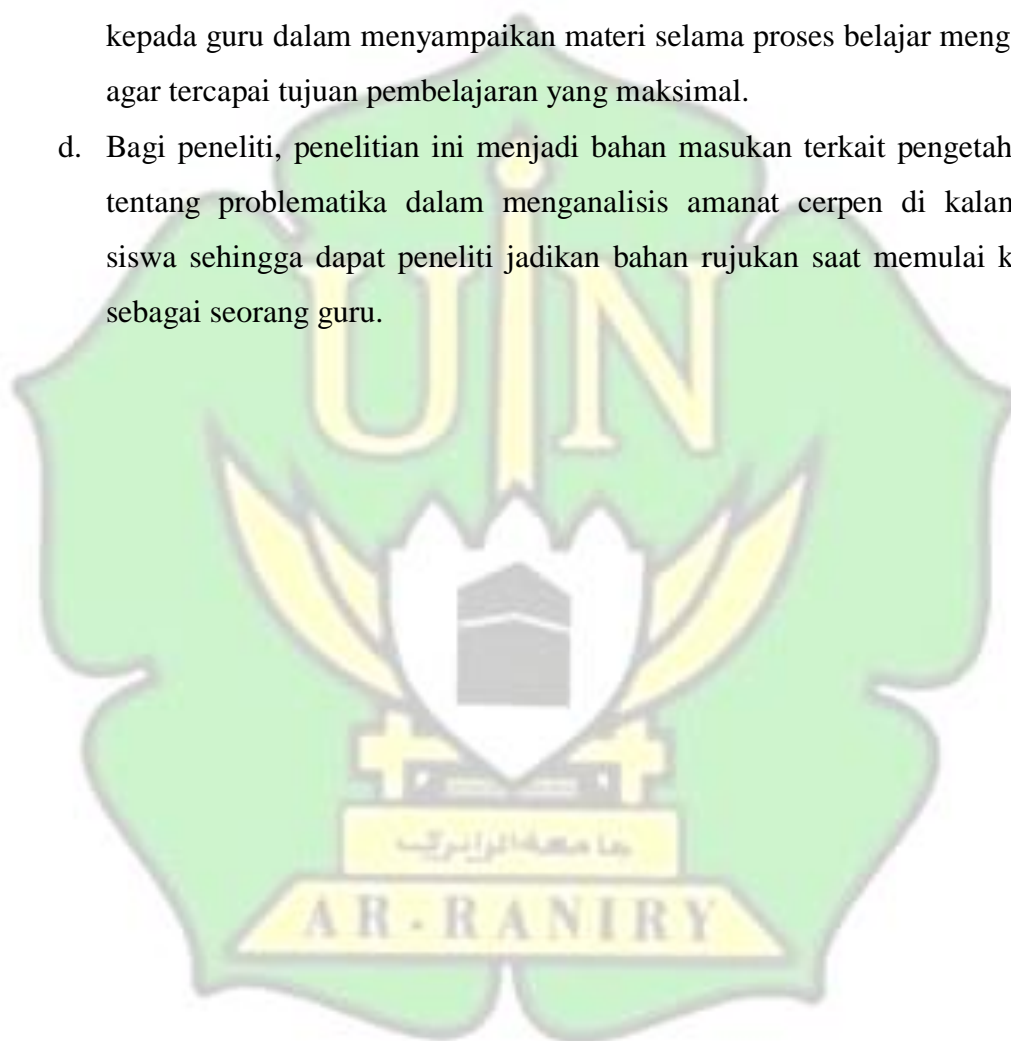 kepada guru dalam menyampaikan materi selama proses belajar meng
agar tercapai tujuan pembelajaran yang maksimal.
d. Bagi peneliti, penelitian ini menjadi bahan masukan terkait pengetah
tentang problematika dalam menganalisis amanat cerpen di kalan
siswa sehingga dapat peneliti jadikan bahan rujukan saat memulai k
sebagai seorang guru.
UIN
جامعة الرانيري
AR-RANIRY